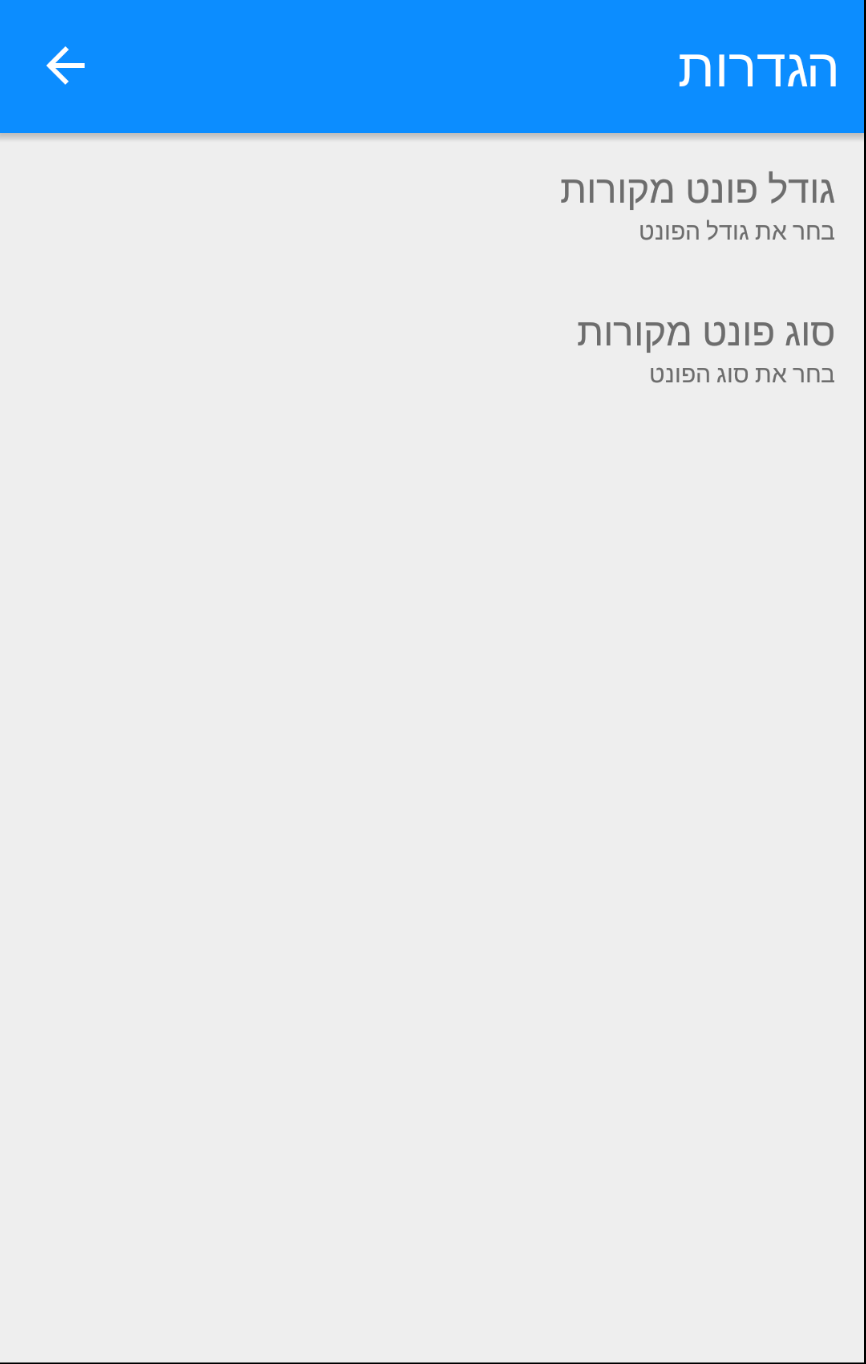 הגדרות
גודל פונט מקורות
בחר את גודל הפונט
סוג פונט מקורות
בחר את סוג הפונט